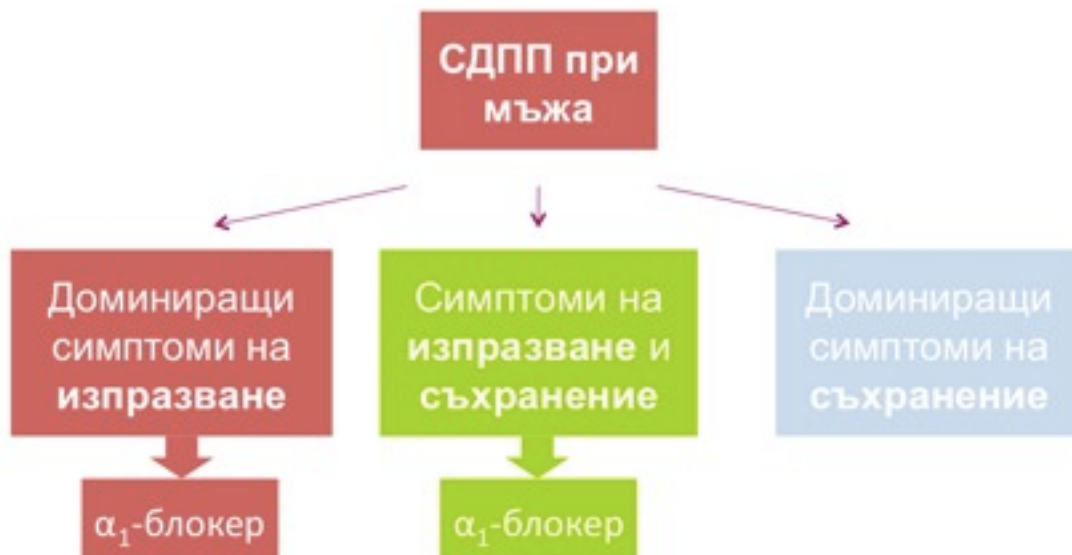 СДПП при
мъжа
Доминиращи
симптоми на
изпразване
Симптоми на
изпразване и
съхранение
Доминиращи
симптоми на
съхранение
α₁-блокер
α₁-блокер